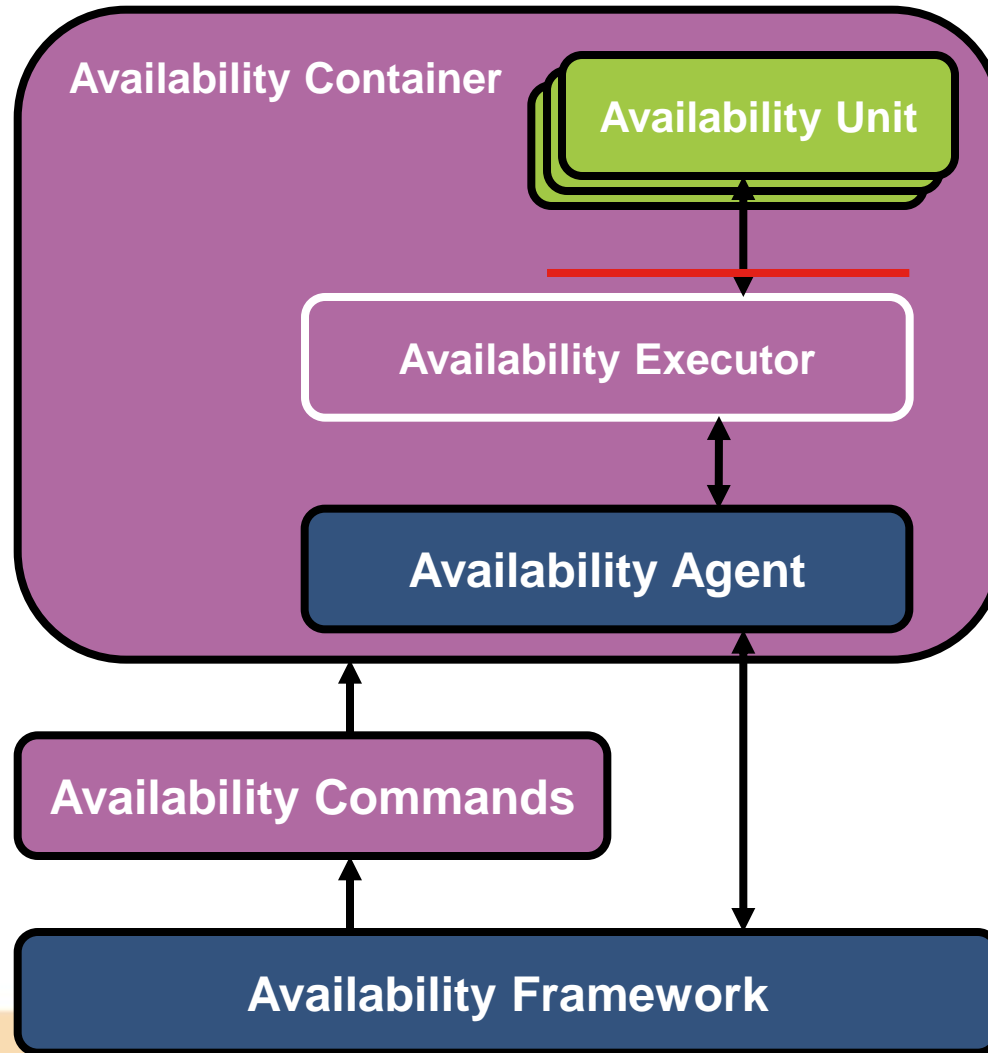 Availability Container
Availability Unit
Availability Executor
Availability Agent
Availability Commands
Availability Framework